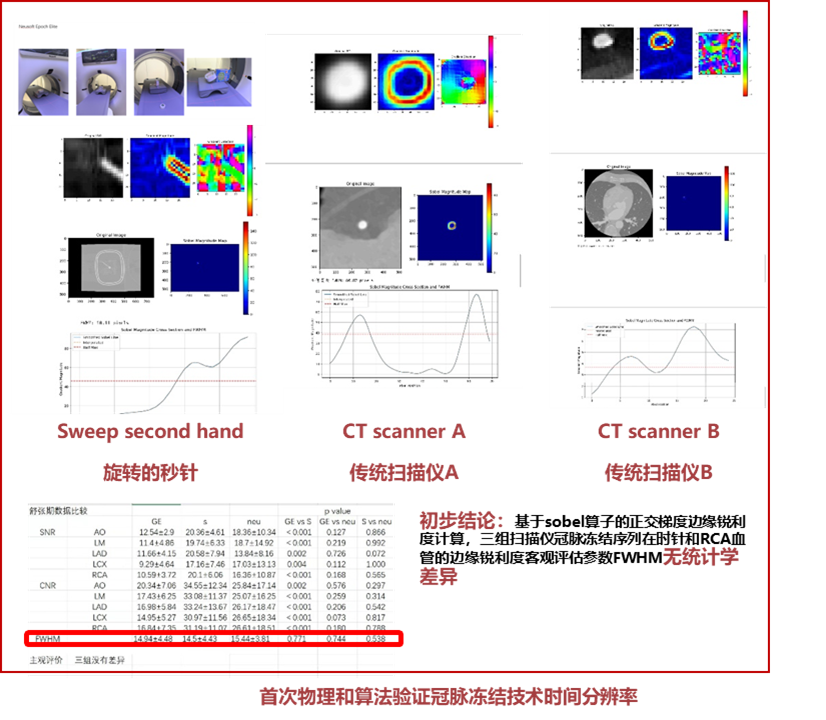 Neusoft Epoch Elite
Original Image
Sobel Magnitude Map
Original Image
Sobel Magnitude Map
Original Image
Sobel Magnitude Cross Section and FWHM
Sobel Magnitude Cross Section and FWHM
Sobel Magnitude Cross Section and FWHM
Sweep second hand
CT scanner A
CT scanner B
旋转的秒针
传统扫描仪A
传统扫描仪B
舒张期数据比较 p value
GE s neu GE vs S GE vs neu S vs neu
SNR AO 12.54±2.9 20.36±4.61 18.36±10.34 <0.001 0.127 0.866
LM 11.4±4.86 19.74±6.33 18.7±14.92 <0.001 0.219 0.992
LAD 11.66±4.15 20.58±7.94 13.84±8.16 0.002 0.726 0.072
LCX 9.29±4.64 17.16±7.46 17.03±13.13 0.004 0.112 1.000
RCA 10.59±3.72 20.1±6.06 16.36±10.87 <0.001 0.168 0.565
CNR AO 20.34±7.06 34.55±12.34 25.84±17.14 0.002 0.576 0.297
LM 17.43±6.25 33.08±11.37 25.07±16.25 <0.001 0.259 0.314
LAD 16.98±5.84 33.24±13.67 26.17±18.47 <0.001 0.206 0.542
LCX 14.95±5.27 30.97±11.56 26.65±18.34 <0.001 0.073 0.817
RCA 16.84±7.35 31.19±11.07 26.61±18.51 <0.001 0.180 0.788
FWHM 14.94±4.48 14.5±4.43 15.44±3.81 0.771 0.744 0.538
主观评价 三组没有差异
初步结论：基于sobel算子的正交梯度边缘锐利
度计算，三组扫描仪冠脉冻结序列在时针和RCA血
管的边缘锐利度客观评估参数FWHM无统计学
差异
首次物理和算法验证冠脉冻结技术时间分辨率